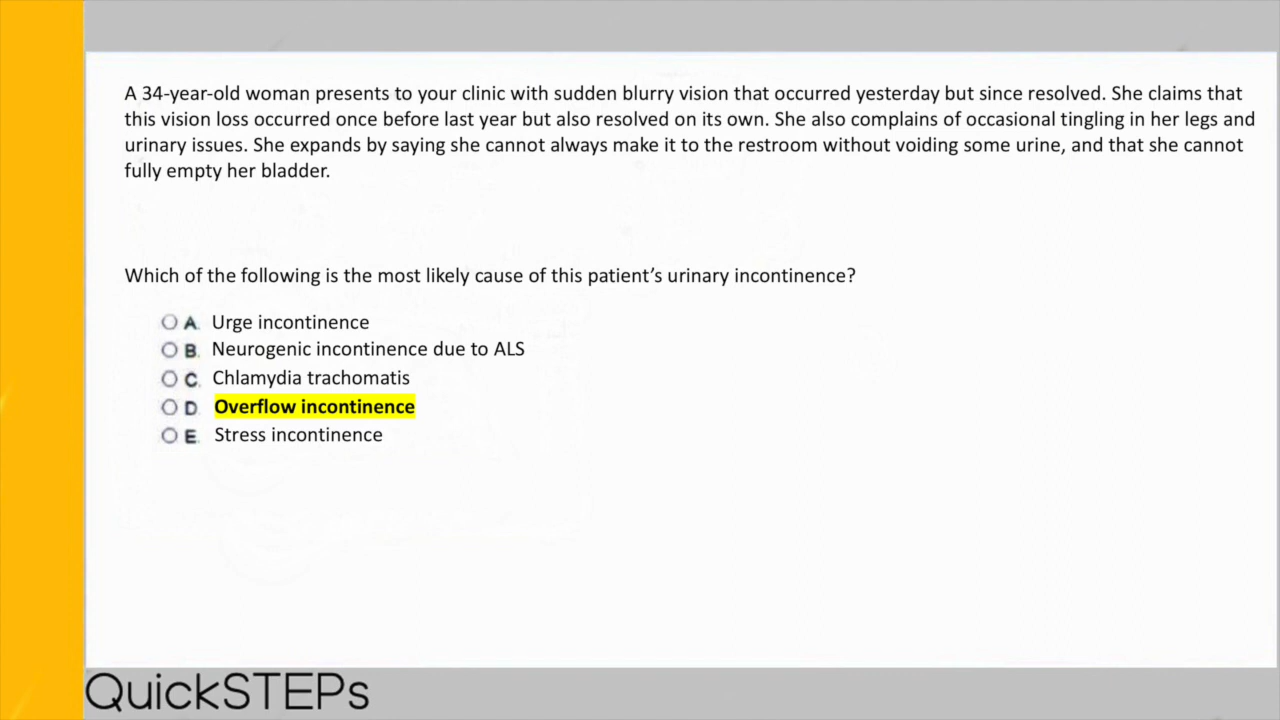 A 34-year-old woman presents to your clinic with sudden blurry vision that occurred yesterday but since resolved. She claims that
this vision loss occurred once before last year but also resolved on its own. She also complains of occasional tingling in her legs and
urinary issues. She expands by saying she cannot always make it to the restroom without voiding some urine, and that she cannot
fully empty her bladder.
Which of the following is the most likely cause of this patient’s urinary incontinence?
A. Urge incontinence
B. Neurogenic incontinence due to ALS
C. Chlamydia trachomatis
D. Overflow incontinence
E. Stress incontinence
QuickSTEPs